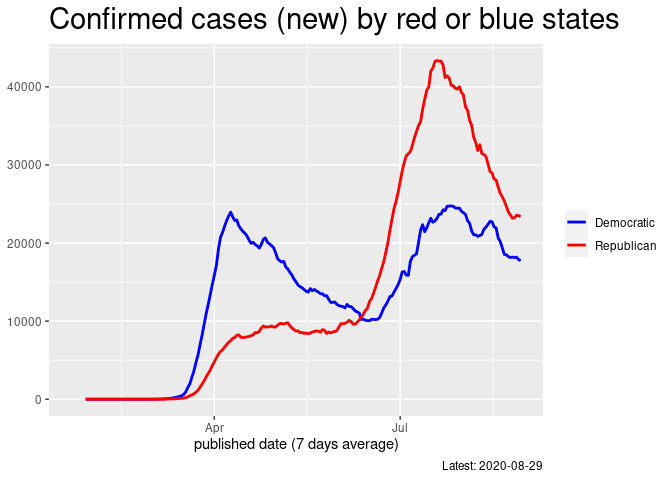 Confirmed cases (new) by red or blue states
40000
30000
20000
10000
0
Democratic
Republican
Apr
Jul
published date (7 days average)
Latest: 2020-08-29